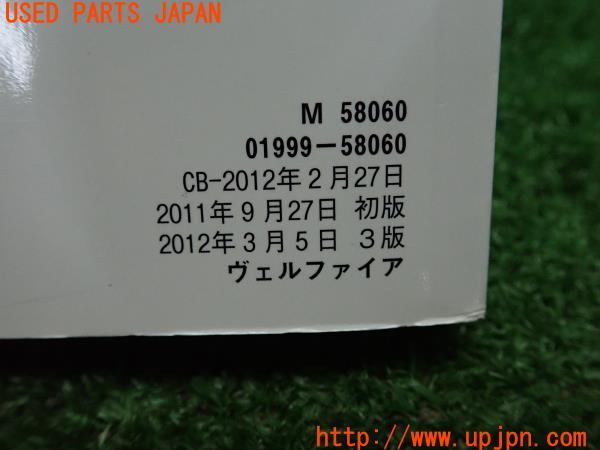 USED PARTS JAPAN
M 58060
01999-58060
CB-2012年2月27日
2011年9月27日 初版
2012年3月5日 3版
ヴェルファイア
http://www.upjpn.com/